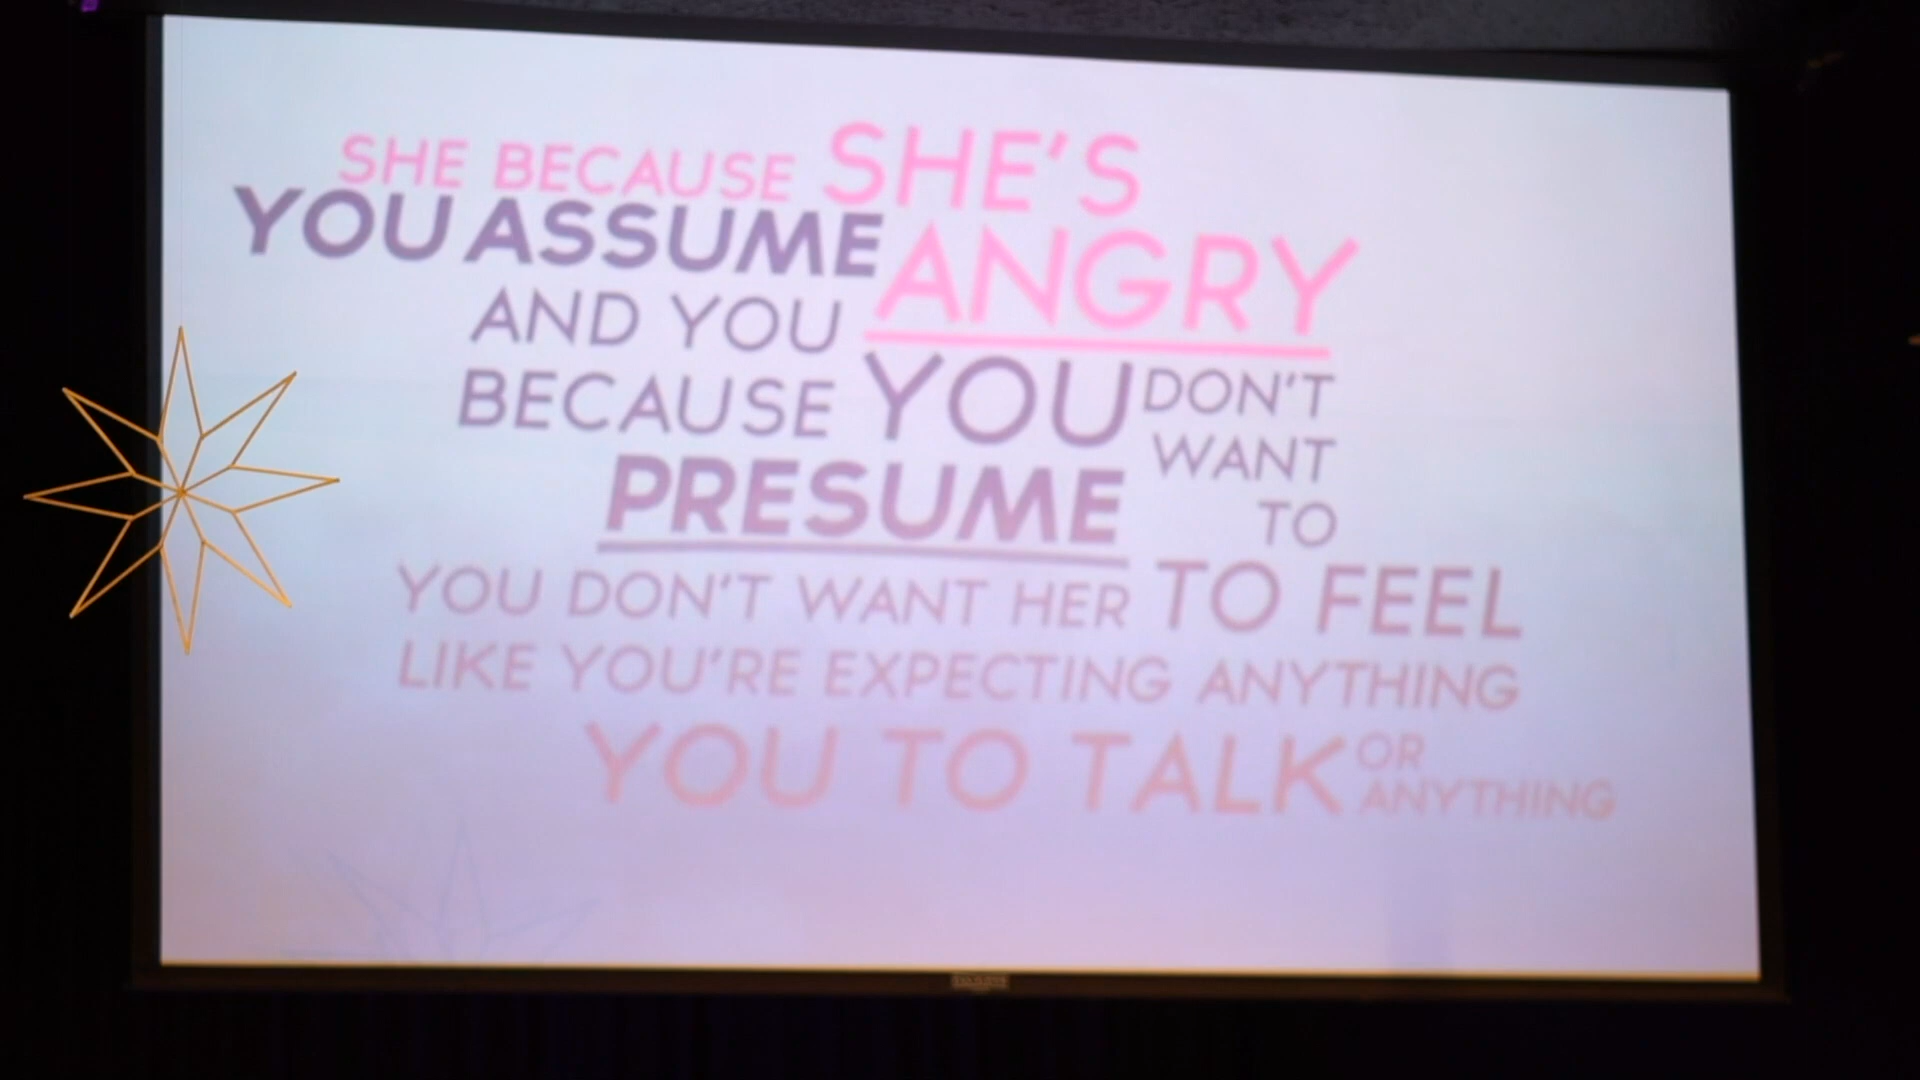 SHE BECAUSE SHE'S
YOU ASSUME ANGRY
AND YOU
BECAUSE YOU DON'T
WANT
PRESUME
TO
YOU DON'T WANT HER TO FEEL
LIKE YOU'RE EXPECTING ANYTHING
YOU TO TALK OR
ANYTHING